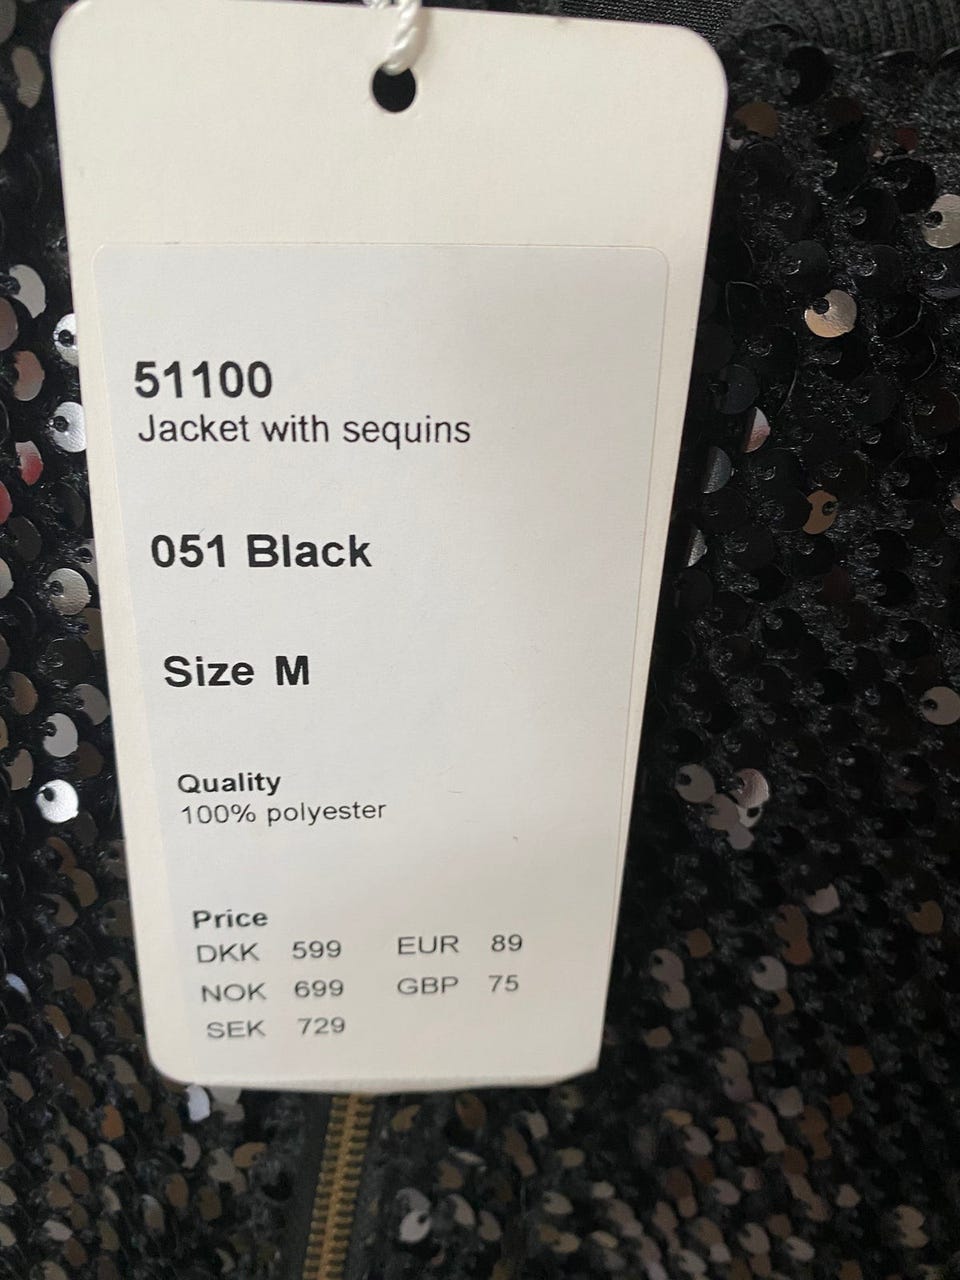 51100
Jacket with sequins
051 Black
Size M
Quality
100% polyester
Price
DKK 599 EUR 89
NOK 699 GBP 75
SEK 729